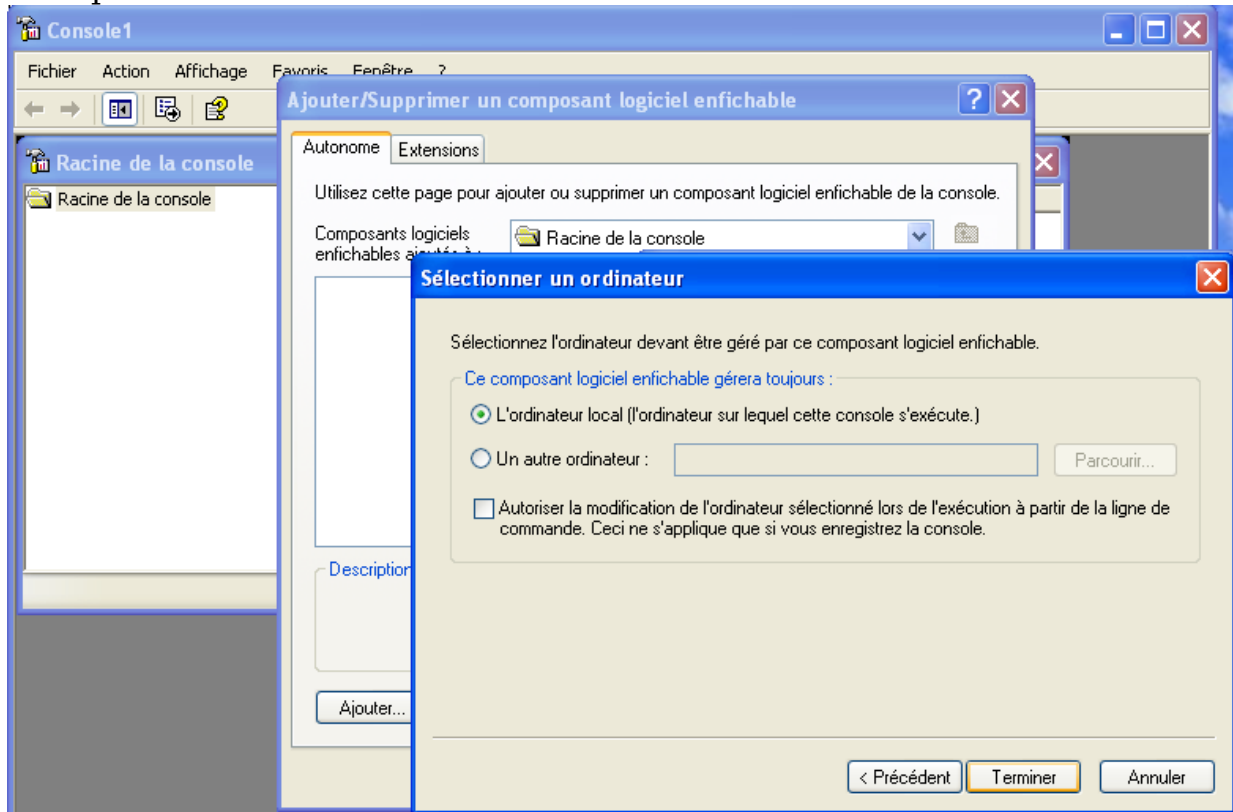 Console1
Fichier Action Affichage Favoris Fenêtre ?
Ajouter/Supprimer un composant logiciel enfichable
Racine de la console
Racine de la console
Autonome Extensions
Utilisez cette page pour ajouter ou supprimer un composant logiciel enfichable de la console.
Composants logiciels
enfichables
Racine de la console
Sélectionner un ordinateur
Sélectionnez l'ordinateur devant être géré par ce composant logiciel enfichable.
Ce composant logiciel enfichable gérera toujours :
L'ordinateur local (l'ordinateur sur lequel cette console s'exécute.)
Un autre ordinateur :
Parcourir...
Autoriser la modification de l'ordinateur sélectionné lors de l'exécution à partir de la ligne de
commande. Ceci ne s'applique que si vous enregistrez la console.
Description
Ajouter...
< Précédent
Terminer
Annuler